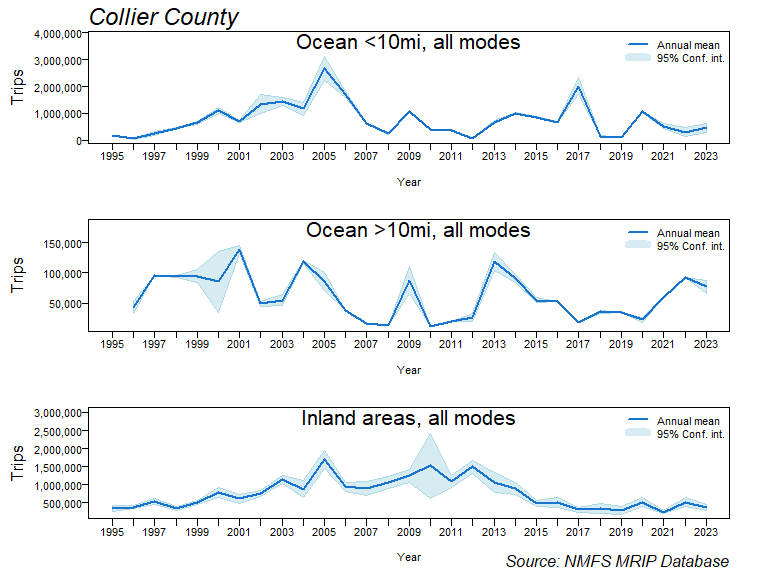 Collier County
Ocean <10mi, all modes
Annual mean
95% Conf. int.
Trips
4,000,000
3,000,000
2,000,000
1,000,000
0
1995 1997 1999 2001 2003 2005 2007 2009 2011 2013 2015 2017 2019 2021 2023
Year
Ocean >10mi, all modes
Annual mean
95% Conf. int.
Trips
150,000
100,000
50,000
1995 1997 1999 2001 2003 2005 2007 2009 2011 2013 2015 2017 2019 2021 2023
Year
Inland areas, all modes
Annual mean
95% Conf. int.
Trips
3,000,000
2,500,000
2,000,000
1,500,000
1,000,000
500,000
1995 1997 1999 2001 2003 2005 2007 2009 2011 2013 2015 2017 2019 2021 2023
Year
Source: NMFS MRIP Database